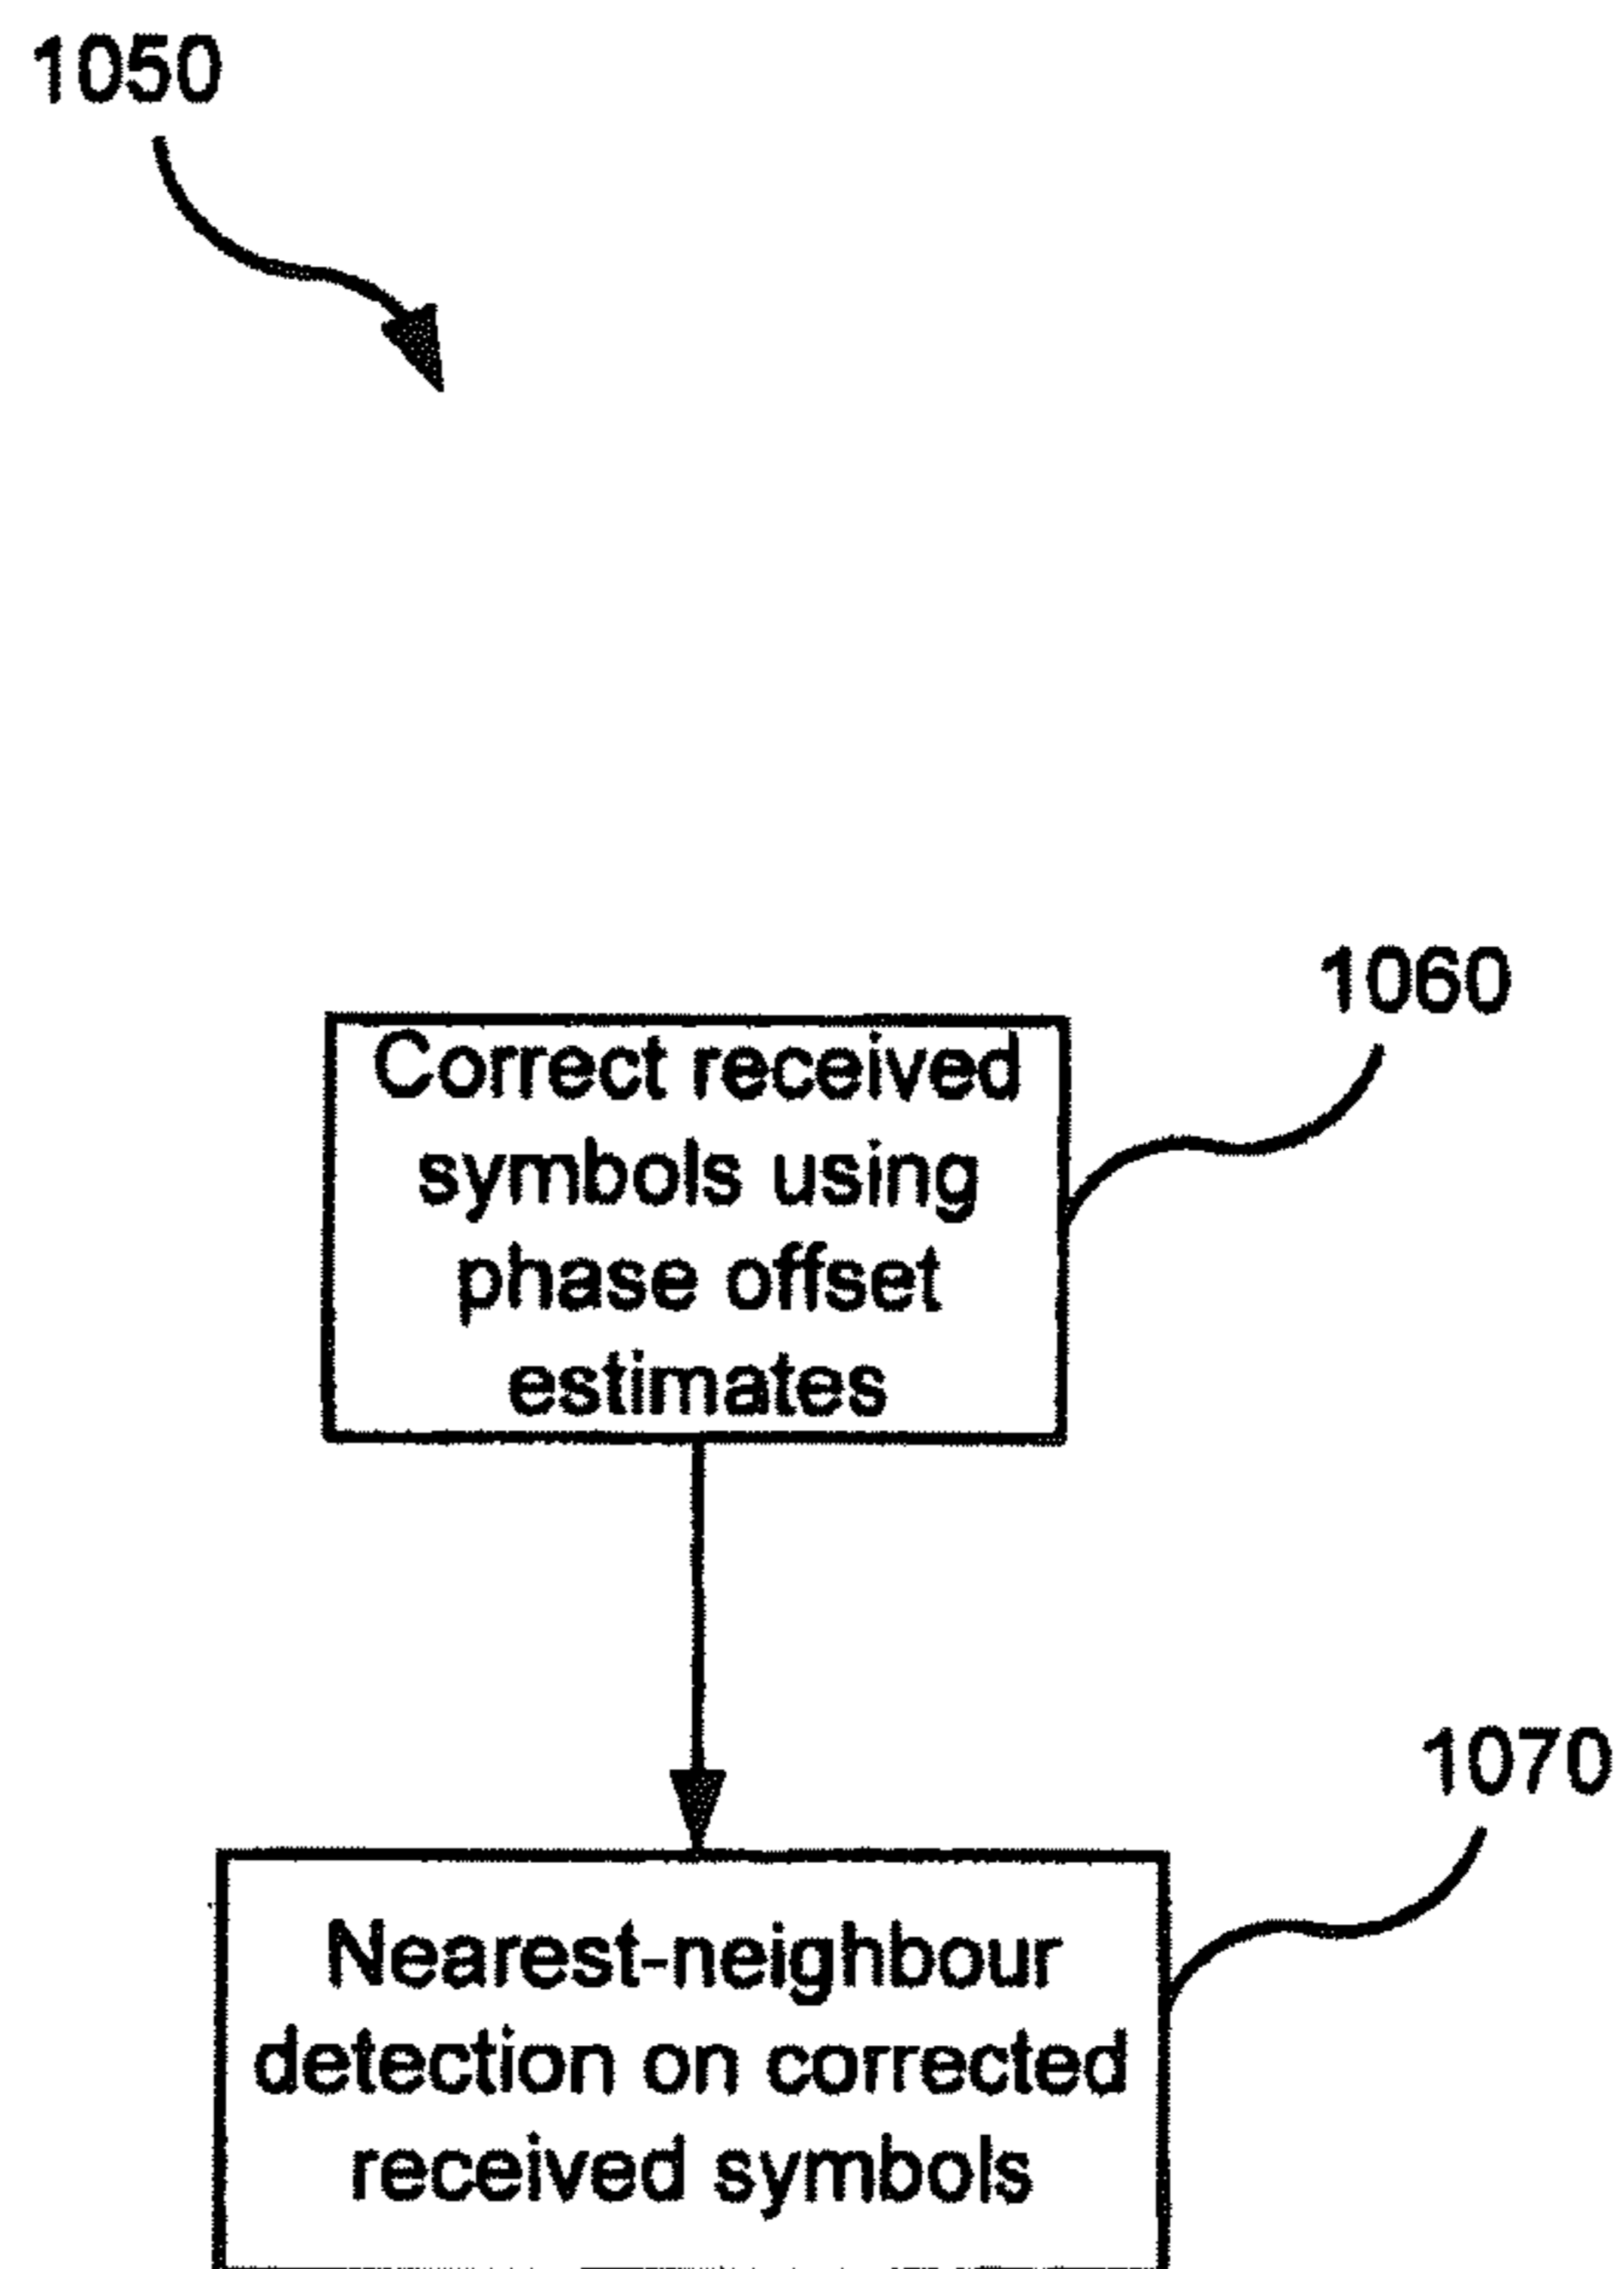 1050
1060
Correct received
symbols using
phase offset
estimates
1070
Nearest-neighbour
detection on corrected
received symbols